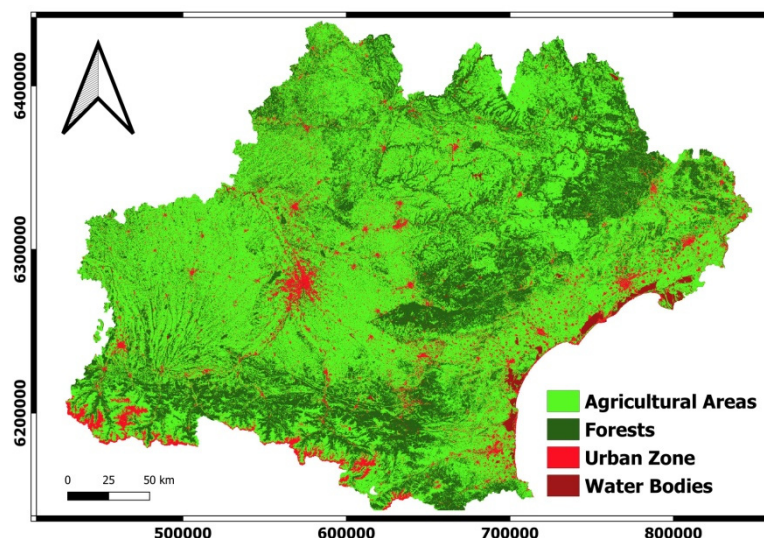 6400000
6300000
6200000
0 25 50 km
Agricultural Areas
Forests
Urban Zone
Water Bodies
500000 600000 700000 800000